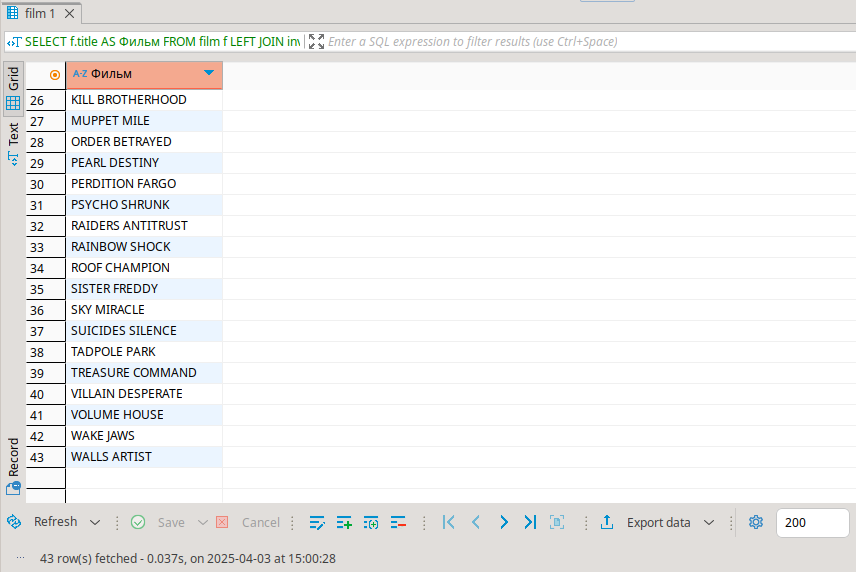 film 1
SELECT f.title AS Фильм FROM film f LEFT JOIN inv
Enter a SQL expression to filter results (use Ctrl+Space)
Grid
Text
Record
A-Z Фильм
26 KILL BROTHERHOOD
27 MUPPET MILE
28 ORDER BETRAYED
29 PEARL DESTINY
30 PERDITION FARGO
31 PSYCHO SHRUNK
32 RAIDERS ANTITRUST
33 RAINBOW SHOCK
34 ROOF CHAMPION
35 SISTER FREDDY
36 SKY MIRACLE
37 SUICIDES SILENCE
38 TADPOLE PARK
39 TREASURE COMMAND
40 VILLAIN DESPERATE
41 VOLUME HOUSE
42 WAKE JAWS
43 WALLS ARTIST
Refresh Save Cancel Export data 200
43 row(s) fetched - 0.037s, on 2025-04-03 at 15:00:28